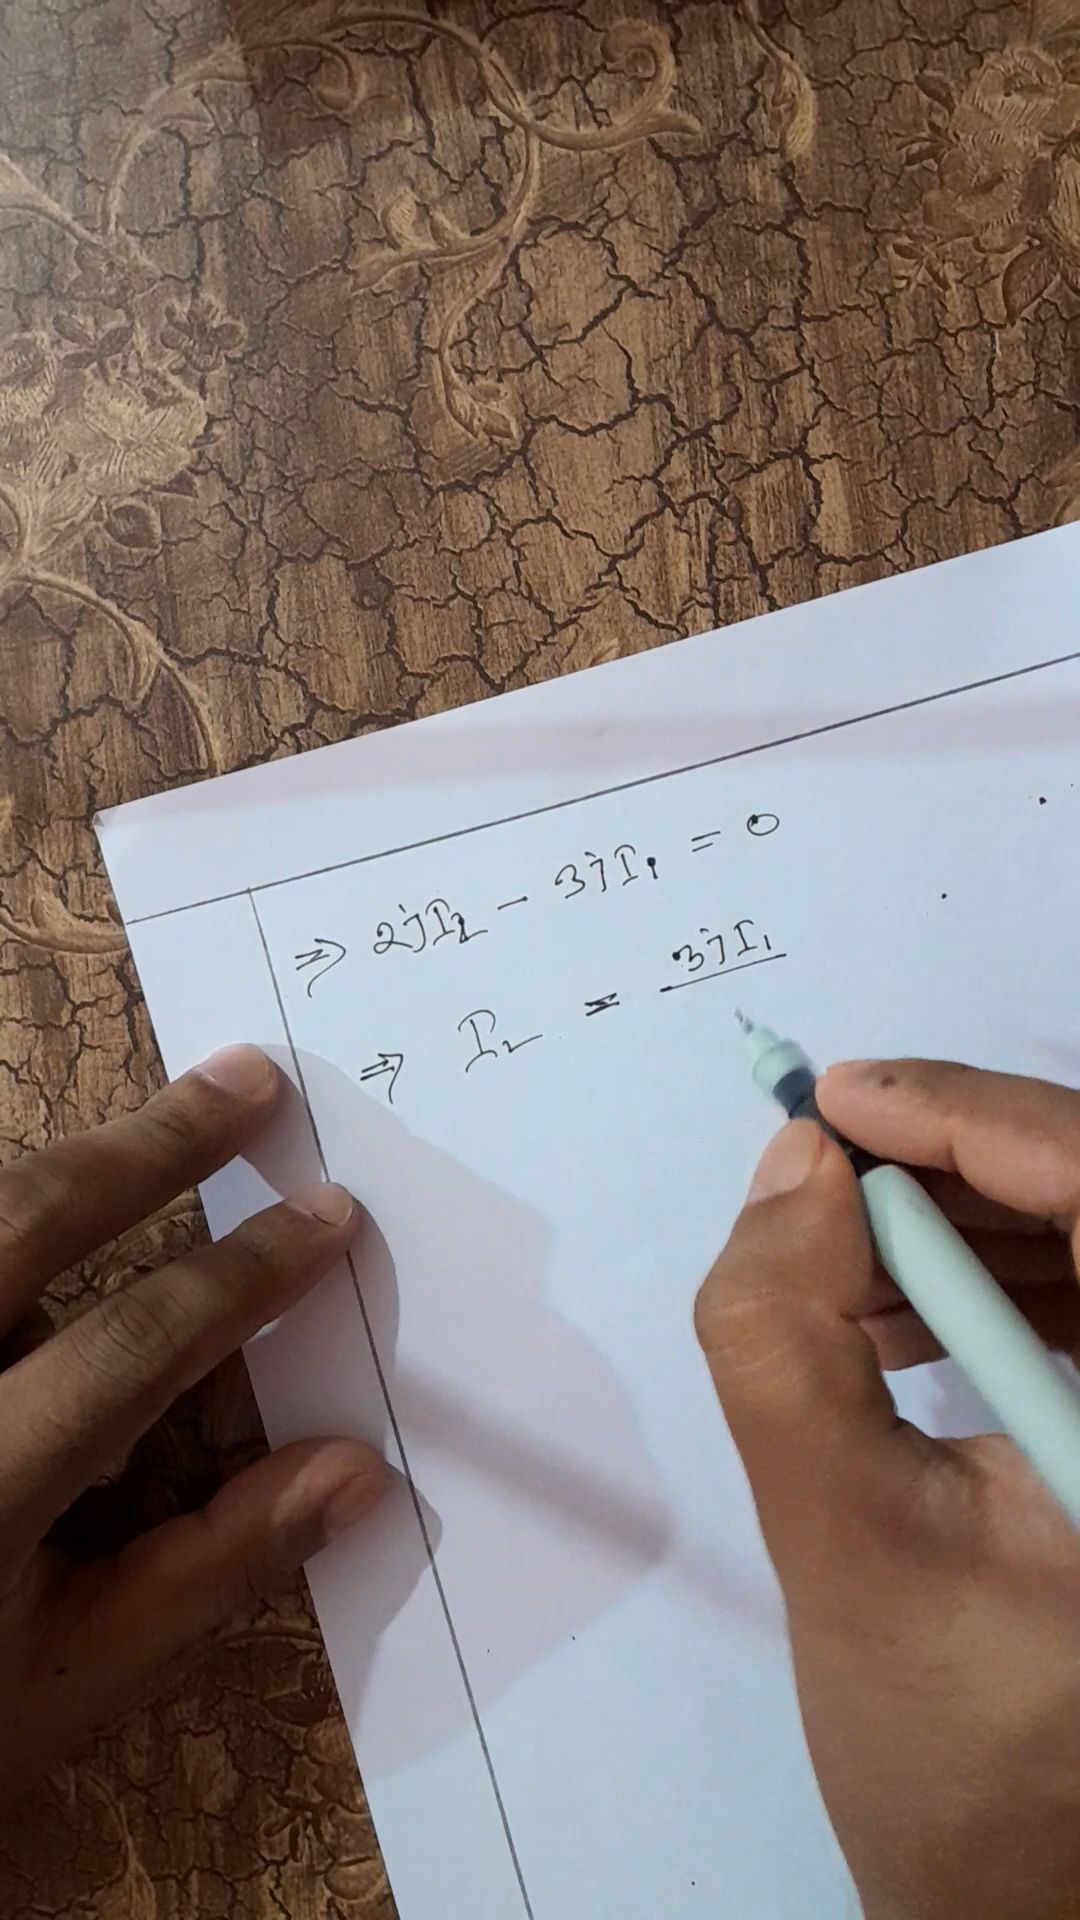 ⇒ 2jI₂ - 3jI₁ = 0
⇒ I₂ = 3jI₁/